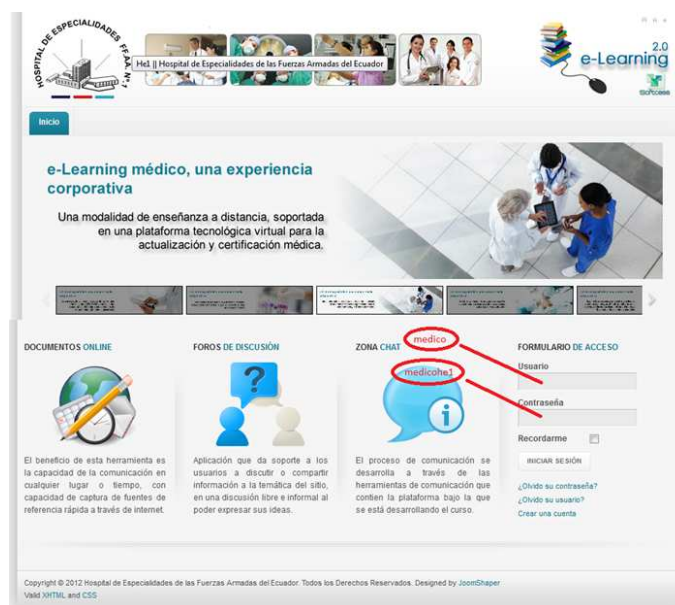 HOSPITAL DE ESPECIALIDADES FF.AA. Nº.1
He1 || Hospital de Especialidades de las Fuerzas Armadas del Ecuador
2.0
e-Learning
Softcase
Inicio
e-Learning médico, una experiencia
corporativa
Una modalidad de enseñanza a distancia, soportada
en una plataforma tecnológica virtual para la
actualización y certificación médica.
DOCUMENTOS ONLINE
El beneficio de esta herramienta es
la capacidad de la comunicación en
cualquier lugar o tiempo, con
capacidad de captura de fuentes de
referencia rápida a través de internet.
FOROS DE DISCUSIÓN
?
Aplicación que da soporte a los
usuarios a discutir o compartir
información a la temática del sitio,
en una discusión libre e informal al
poder expresar sus ideas.
ZONA CHAT
medico
medicohe1
i
El proceso de comunicación se
desarrolla a través de las
herramientas de comunicación que
contien la plataforma bajo la que
se está desarrollando el curso.
FORMULARIO DE ACCESO
Usuario
Contraseña
Recordarme
INICIAR SESIÓN
¿Olvido su contraseña?
¿Olvido su usuario?
Crear una cuenta
Copyright © 2012 Hospital de Especialidades de las Fuerzas Armadas del Ecuador. Todos los Derechos Reservados. Designed by JoomShaper
Valid XHTML and CSS